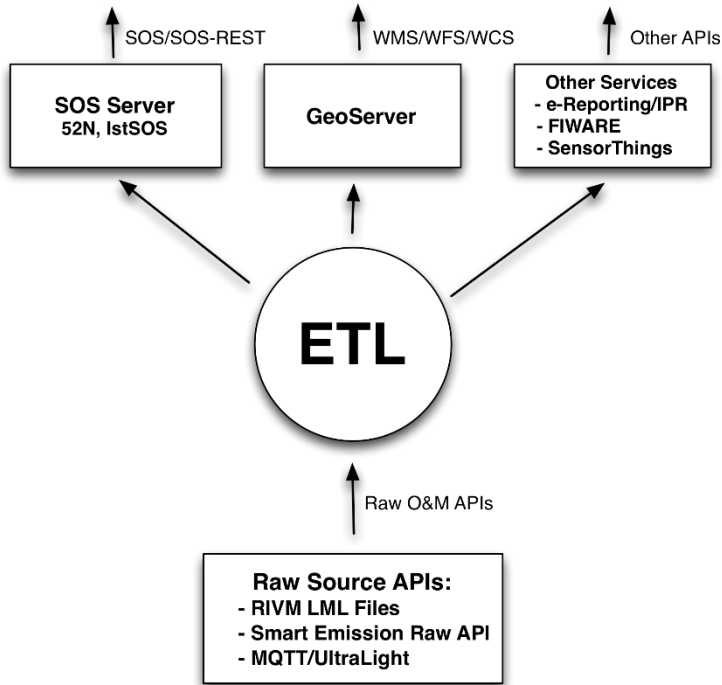 SOS/SOS-REST
WMS/WFS/WCS
Other APIs
SOS Server
52N, IstSOS
GeoServer
Other Services
- e-Reporting/IPR
- FIWARE
- SensorThings
ETL
Raw O&M APIs
Raw Source APIs:
- RIVM LML Files
- Smart Emission Raw API
- MQTT/UltraLight